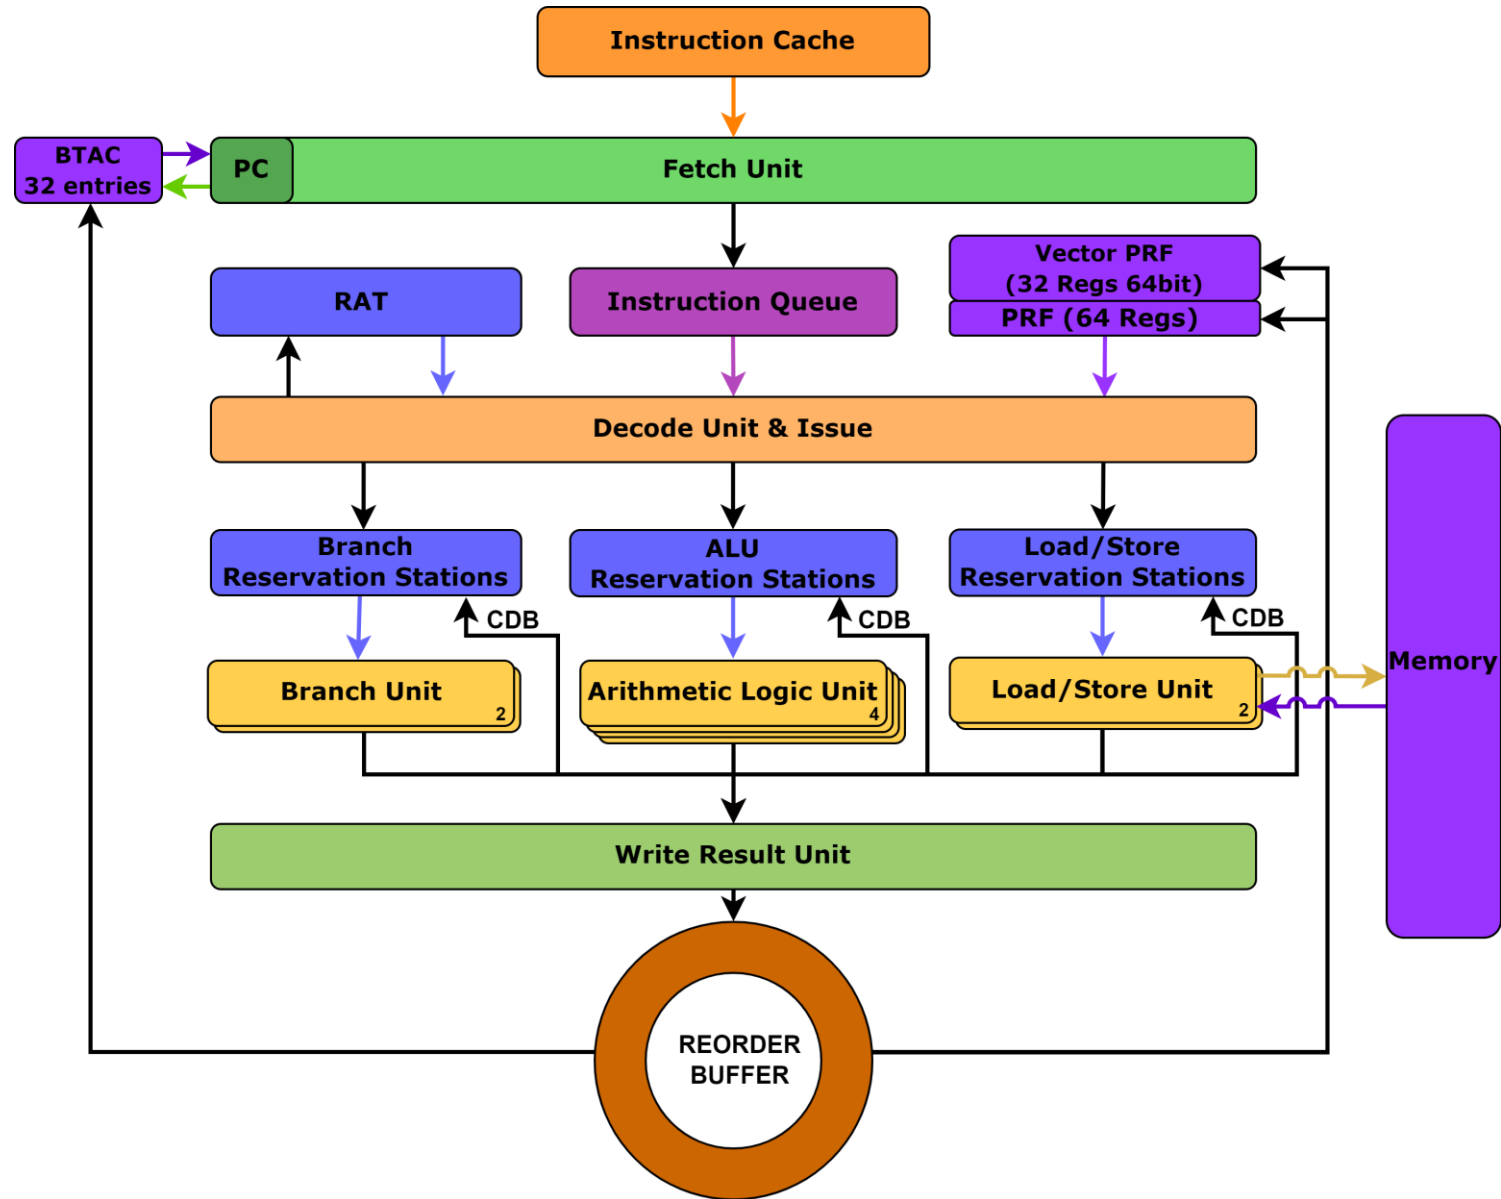 Instruction Cache
BTAC
32 entries
PC
Fetch Unit
RAT
Instruction Queue
Vector PRF
(32 Regs 64bit)
PRF (64 Regs)
Decode Unit & Issue
Branch
Reservation Stations
ALU
Reservation Stations
Load/Store
Reservation Stations
CDB
CDB
CDB
Branch Unit
2
Arithmetic Logic Unit
4
Load/Store Unit
2
Memory
Write Result Unit
REORDER
BUFFER